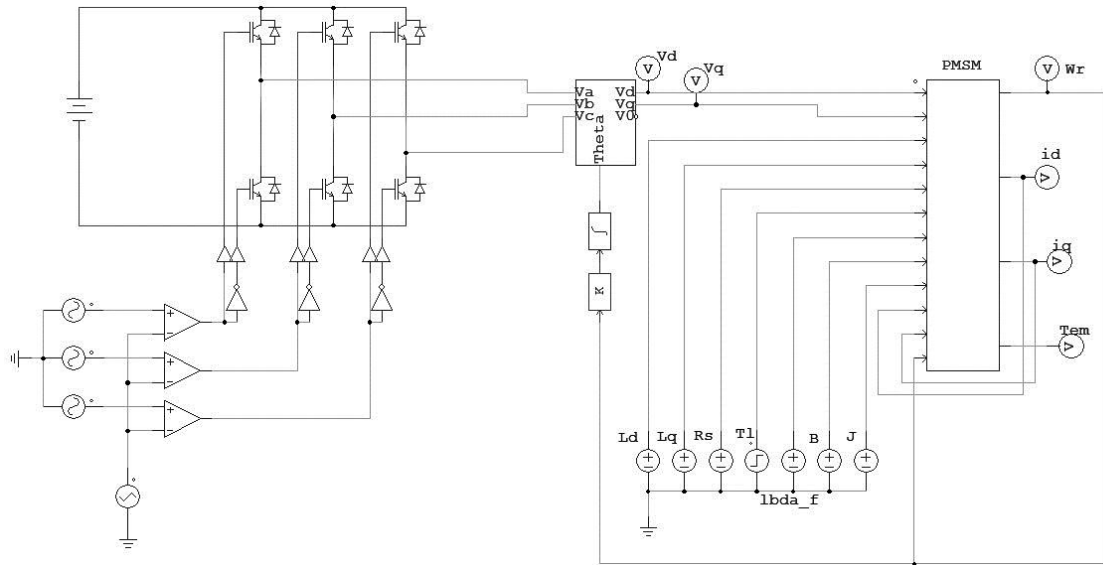 Vd
Vq
PMSM
V
V
V
Wr
Va
Vb
Vc
Vd
Vq
V0
Theta
id
V
iq
V
Tem
V
K
Ld
Lq
Rs
Tl
B
J
lbda_f